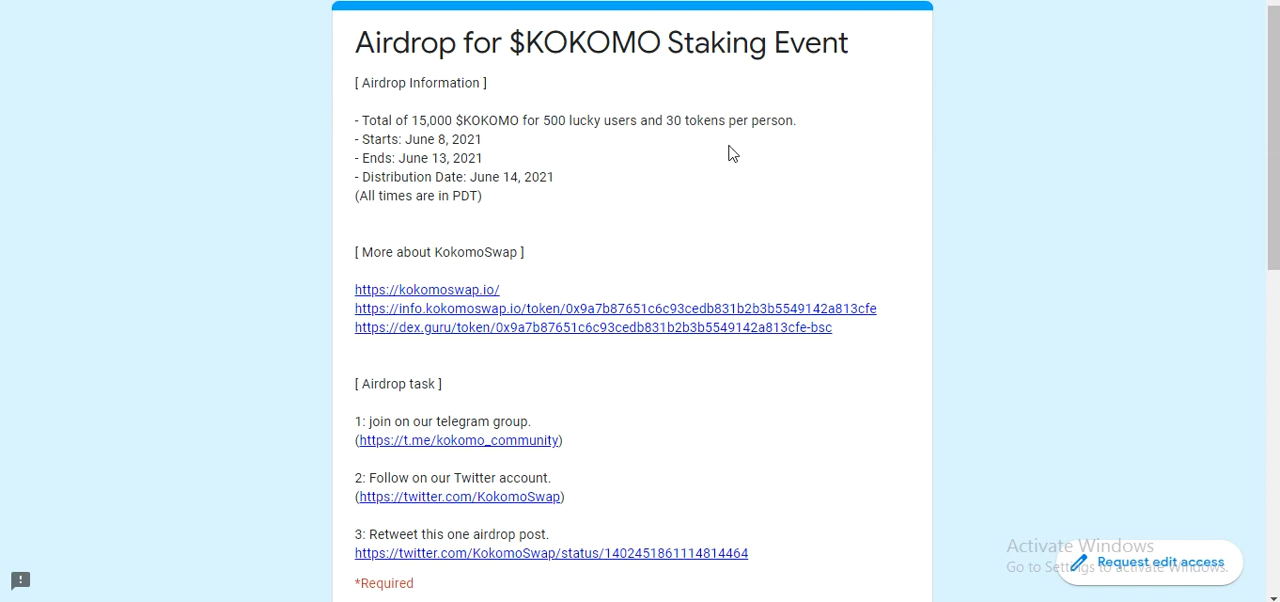 Airdrop for $KOKOMO Staking Event
[ Airdrop Information ]
- Total of 15,000 $KOKOMO for 500 lucky users and 30 tokens per person.
- Starts: June 8, 2021
- Ends: June 13, 2021
- Distribution Date: June 14, 2021
(All times are in PDT)
[ More about KokomoSwap ]
https://kokomoswap.io/
https://info.kokomoswap.io/token/0x9a7b87651c6c93cedb831b2b3b5549142a813cfe
https://dex.guru/token/0x9a7b87651c6c93cedb831b2b3b5549142a813cfe-bsc
[ Airdrop task ]
1: join on our telegram group.
(https://t.me/kokomo_community)
2: Follow on our Twitter account.
(https://twitter.com/KokomoSwap)
3: Retweet this one airdrop post.
https://twitter.com/KokomoSwap/status/1402451861114814464
*Required
Activate Windows
Go to Settings to activate Windows.
Request edit access